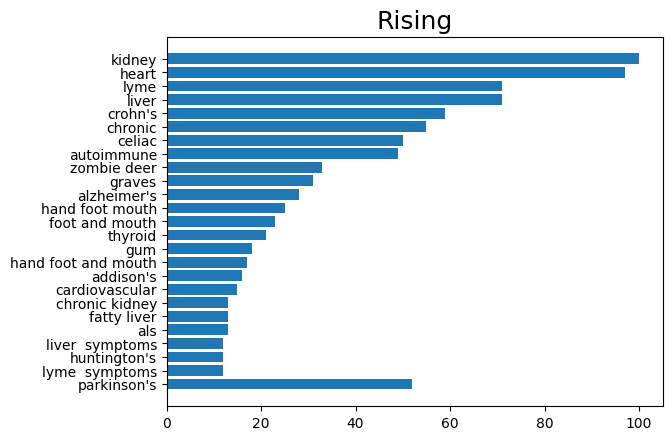 Rising
kidney
heart
lyme
liver
crohn's
chronic
celiac
autoimmune
zombie deer
graves
alzheimer's
hand foot mouth
foot and mouth
thyroid
gum
hand foot and mouth
addison's
cardiovascular
chronic kidney
fatty liver
als
liver  symptoms
huntington's
lyme  symptoms
parkinson's
0 20 40 60 80 100